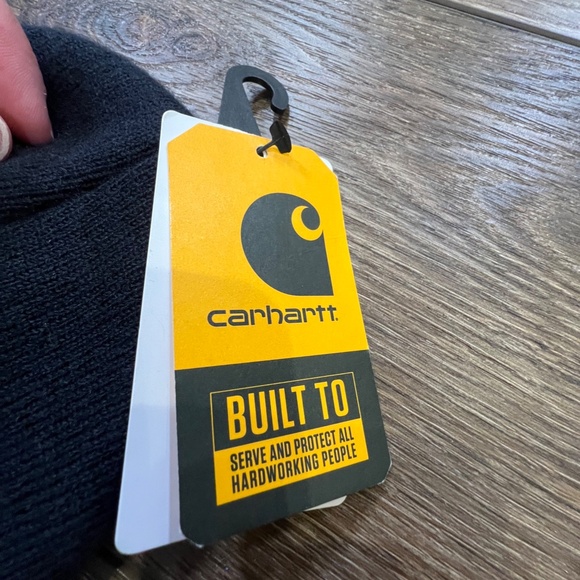 carhartt.
BUILT TO
SERVE AND PROTECT ALL
HARDWORKING PEOPLE